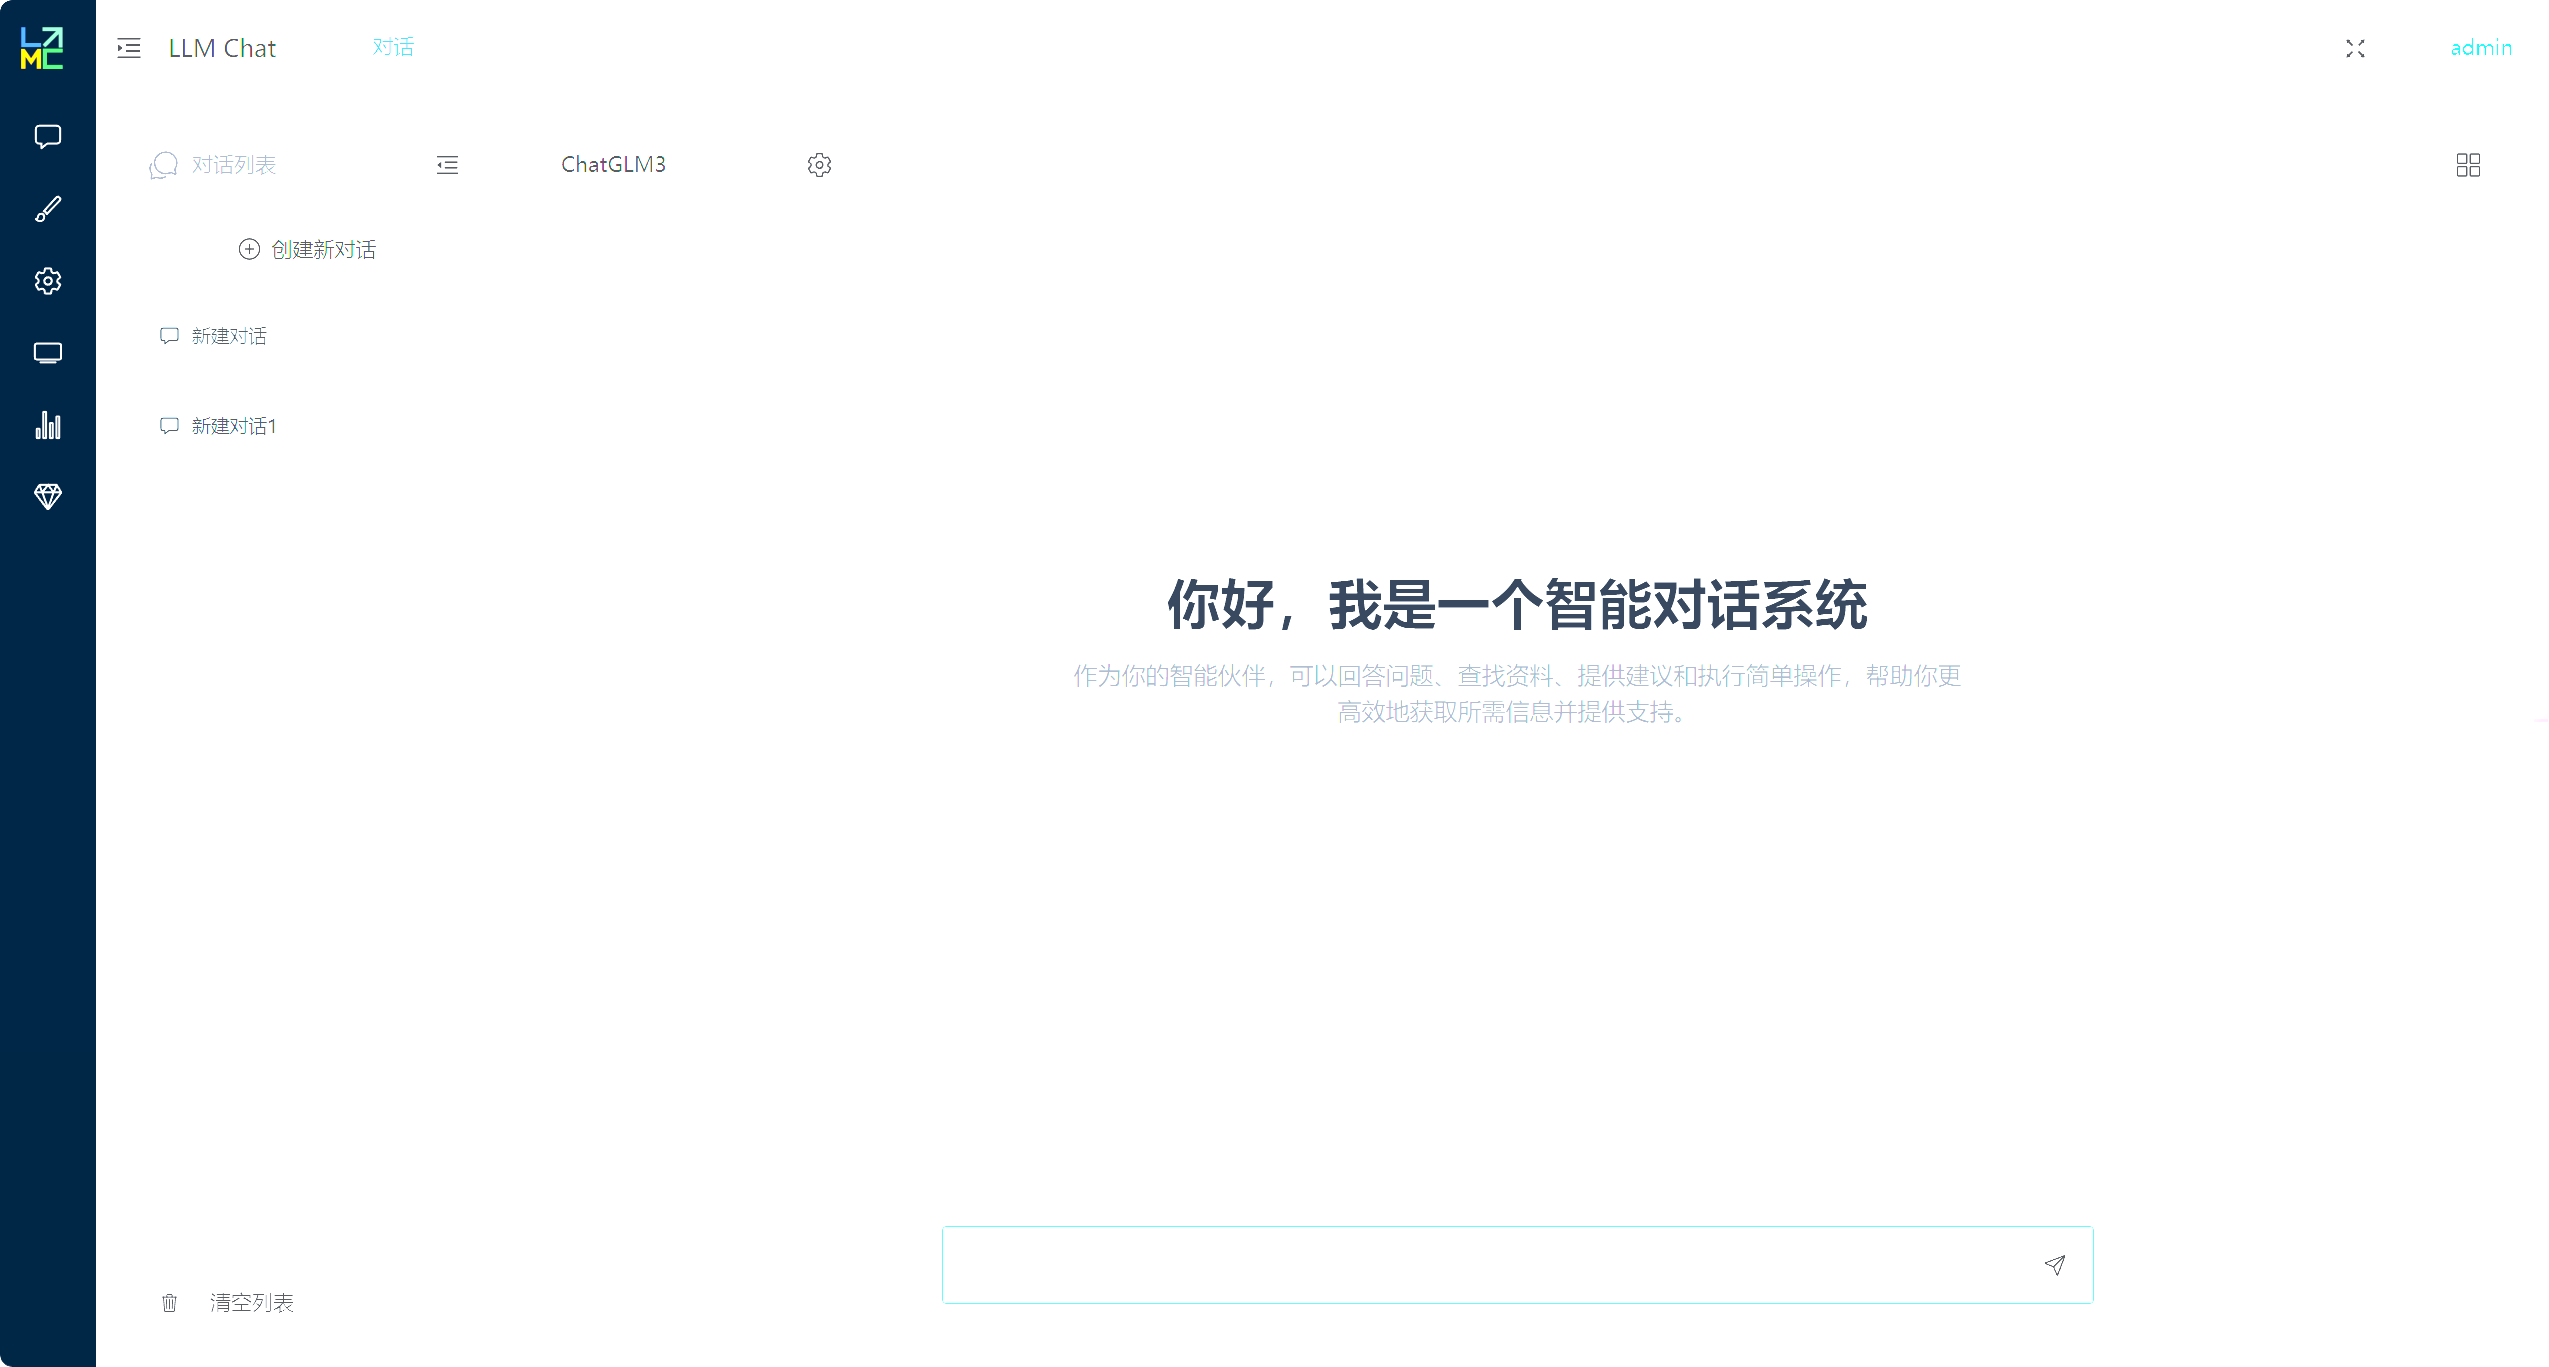 LMC
LLM Chat
对话
admin
对话列表
ChatGLM3
创建新对话
新建对话
新建对话1
你好，我是一个智能对话系统
作为你的智能伙伴，可以回答问题、查找资料、提供建议和执行简单操作，帮助你更
高效地获取所需信息并提供支持。
清空列表